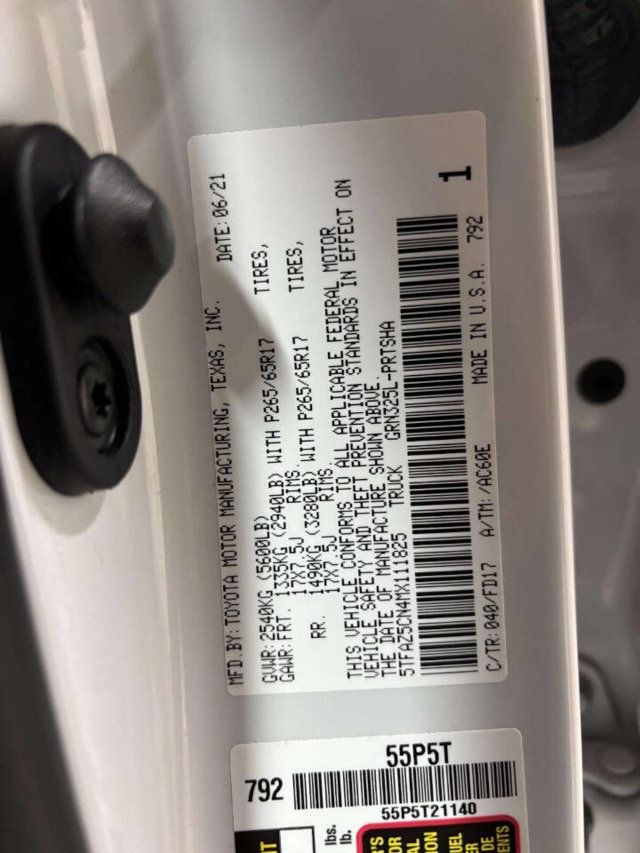 MFD.BY: TOYOTA MOTOR MANUFACTURING, TEXAS, INC. DATE: 06/21
GVWR: 2540KG (5600LB)
GAWR: FRT. 1335KG (2940LB) WITH P265/65R17 TIRES,
17X7.5J RIMS.
RR. 1490KG (3280LB) WITH P265/65R17 TIRES,
17X7.5J RIMS.
THIS VEHICLE CONFORMS TO ALL APPLICABLE FEDERAL MOTOR
VEHICLE SAFETY AND THEFT PREVENTION STANDARDS IN EFFECT ON
THE DATE OF MANUFACTURE SHOWN ABOVE.
5TFAZ5CN4MX111825 TRUCK GRN325L-PRTSHA
1
C/TR: 040/FD17 A/TM: /AC60E MADE IN U.S.A. 792
55P5T
792
55P5T21140
lbs.
lb.